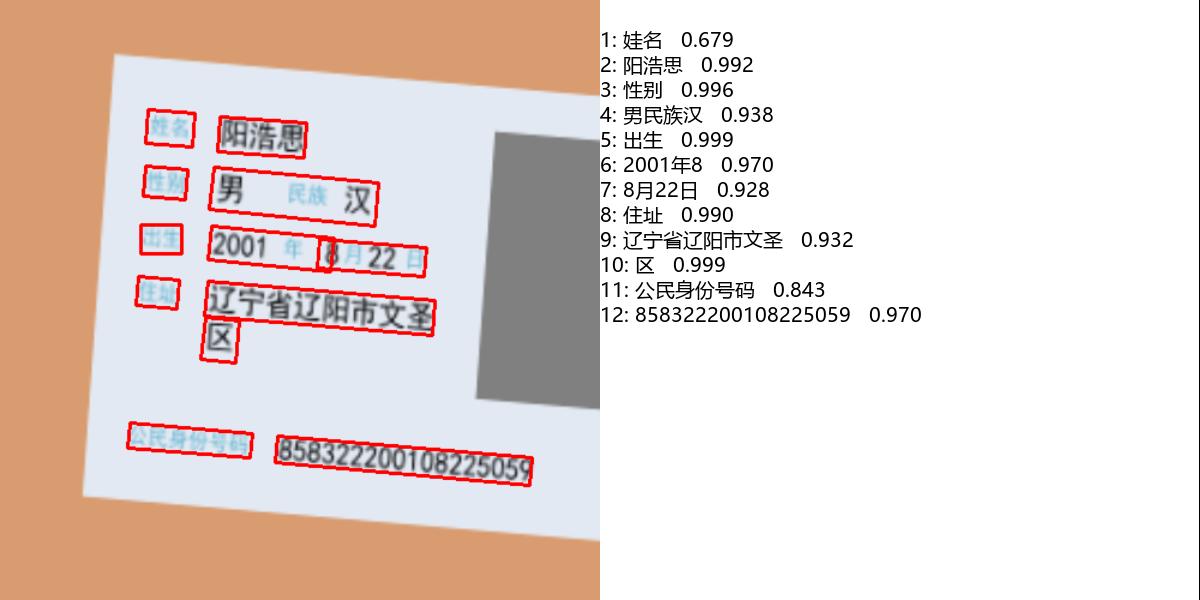 姓名 阳浩思
性别 男 民族 汉
出生 2001 年 8 月 22 日
住址 辽宁省辽阳市文圣
区
公民身份号码 858322200108225059
1: 娃名 0.679
2: 阳浩思 0.992
3: 性别 0.996
4: 男民族汉 0.938
5: 出生 0.999
6: 2001年8 0.970
7: 8月22日 0.928
8: 住址 0.990
9: 辽宁省辽阳市文圣 0.932
10: 区 0.999
11: 公民身份号码 0.843
12: 858322200108225059 0.970